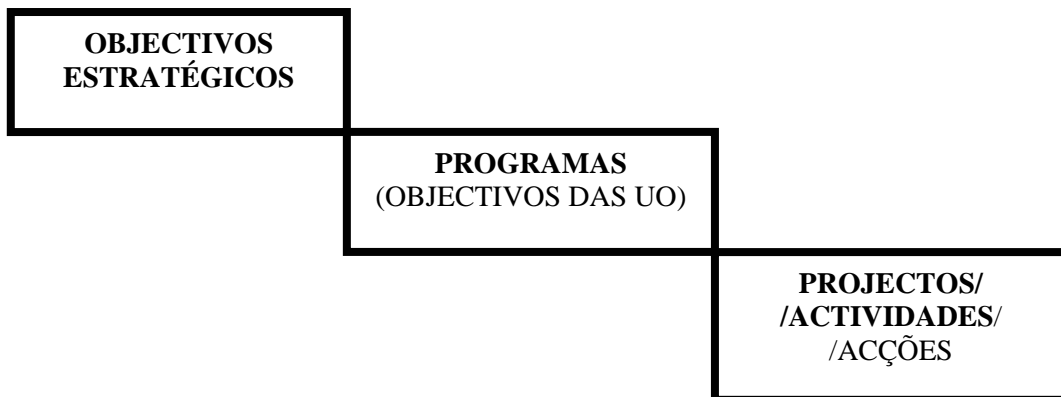 OBJECTIVOS
ESTRATÉGICOS
PROGRAMAS
(OBJECTIVOS DAS UO)
PROJECTOS/
/ACTIVIDADES/
/ACÇÕES